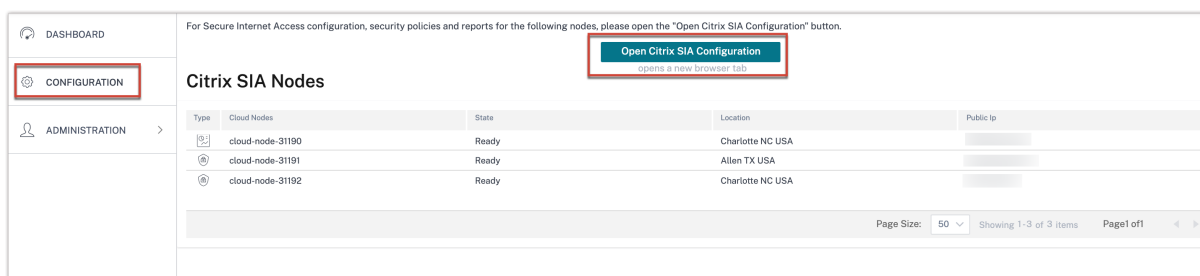 For Secure Internet Access configuration, security policies and reports for the following nodes, please open the "Open Citrix SIA Configuration" button.
DASHBOARD
CONFIGURATION
ADMINISTRATION
Open Citrix SIA Configuration
opens a new browser tab
Citrix SIA Nodes
Type Cloud Nodes State Location Public Ip
cloud-node-31190 Ready Charlotte NC USA
cloud-node-31191 Ready Allen TX USA
cloud-node-31192 Ready Charlotte NC USA
Page Size: 50 Showing 1-3 of 3 items Page1 of1